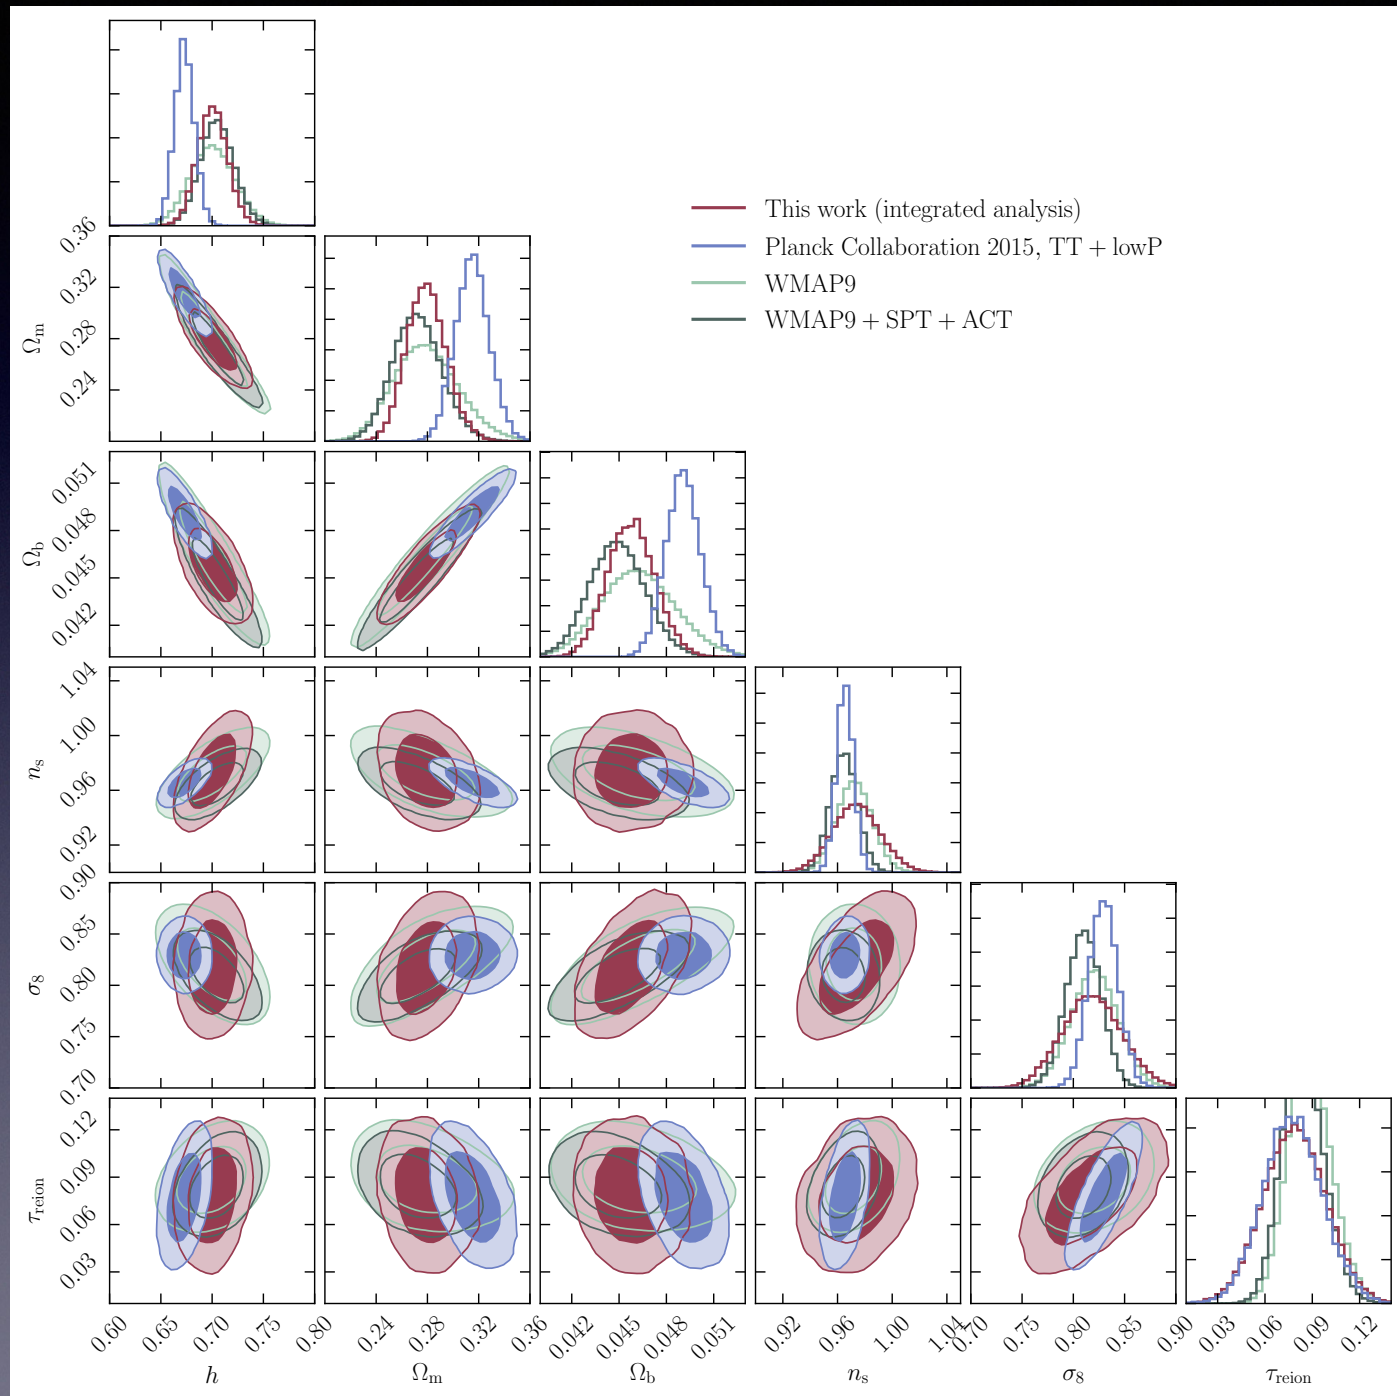 This work (integrated analysis)
Planck Collaboration 2015, TT + lowP
WMAP9
WMAP9 + SPT + ACT
0.36
0.32
0.28
0.24
Ωm
0.051
0.048
0.045
0.042
Ωb
1.04
1.00
0.96
0.92
ns
0.90
0.85
0.80
0.75
0.70
σ8
0.12
0.09
0.06
0.03
τreion
0.60 0.65 0.70 0.75 0.80
0.24 0.28 0.32 0.36
0.042 0.045 0.048 0.051
0.92 0.96 1.00 1.04
0.70 0.75 0.80 0.85 0.90
0.03 0.06 0.09 0.12
h Ωm Ωb ns σ8 τreion